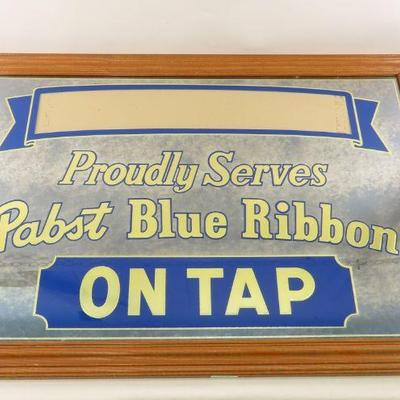 Proudly Serves
Pabst Blue Ribbon
ON TAP